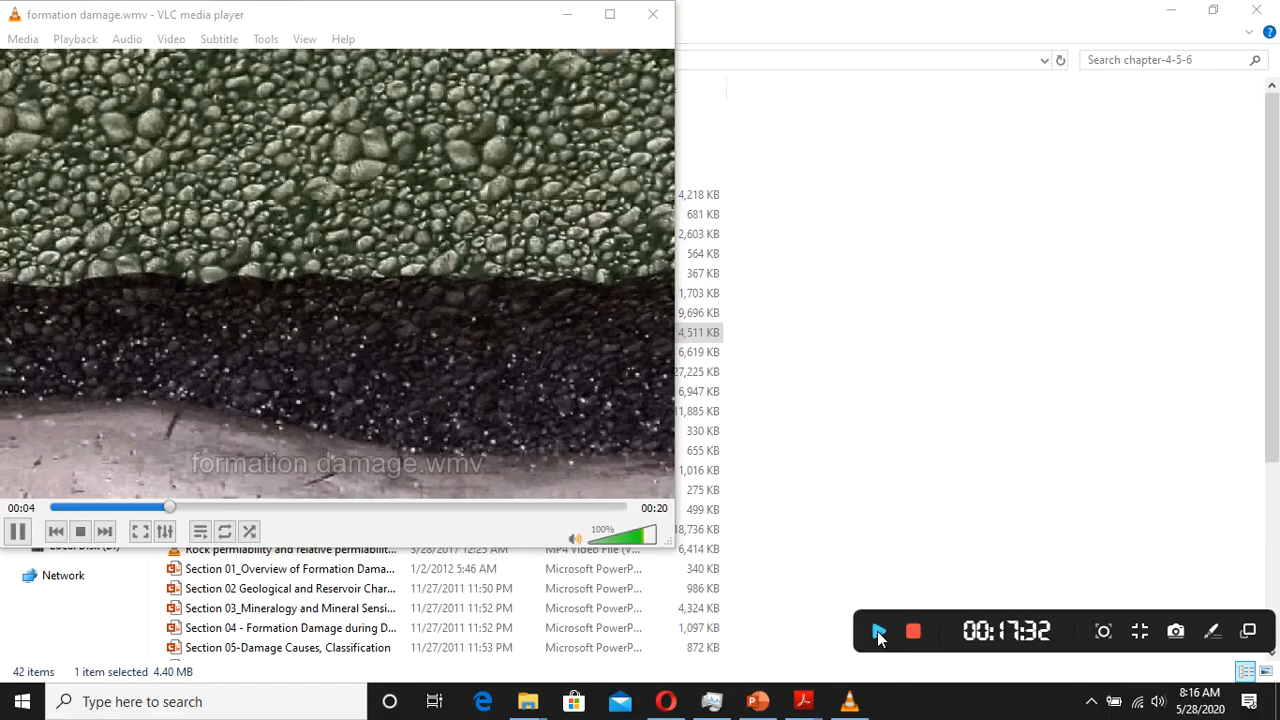 formation damage.wmv - VLC media player
Media Playback Audio Video Subtitle Tools View Help
Search chapter-4-5-6
4,218 KB
681 KB
2,603 KB
564 KB
367 KB
1,703 KB
9,696 KB
4,511 KB
6,619 KB
27,225 KB
6,947 KB
11,885 KB
330 KB
655 KB
1,016 KB
275 KB
499 KB
18,736 KB
formation damage.wmv
00:04
00:20
100%
Rock permability and relative permabilit... 3/28/2017 12:25 AM MP4 Video File (V... 6,414 KB
Network
Section 01_Overview of Formation Dama... 1/2/2012 5:46 AM Microsoft PowerP... 340 KB
Section 02 Geological and Reservoir Char... 11/27/2011 11:50 PM Microsoft PowerP... 986 KB
Section 03_Mineralogy and Mineral Sensi... 11/27/2011 11:52 PM Microsoft PowerP... 4,324 KB
Section 04 - Formation Damage during D... 11/27/2011 11:52 PM Microsoft PowerP... 1,097 KB
Section 05-Damage Causes, Classification 11/27/2011 11:53 PM Microsoft PowerP... 872 KB
00:17:32
42 items 1 item selected 4.40 MB
Type here to search
8:16 AM
5/28/2020